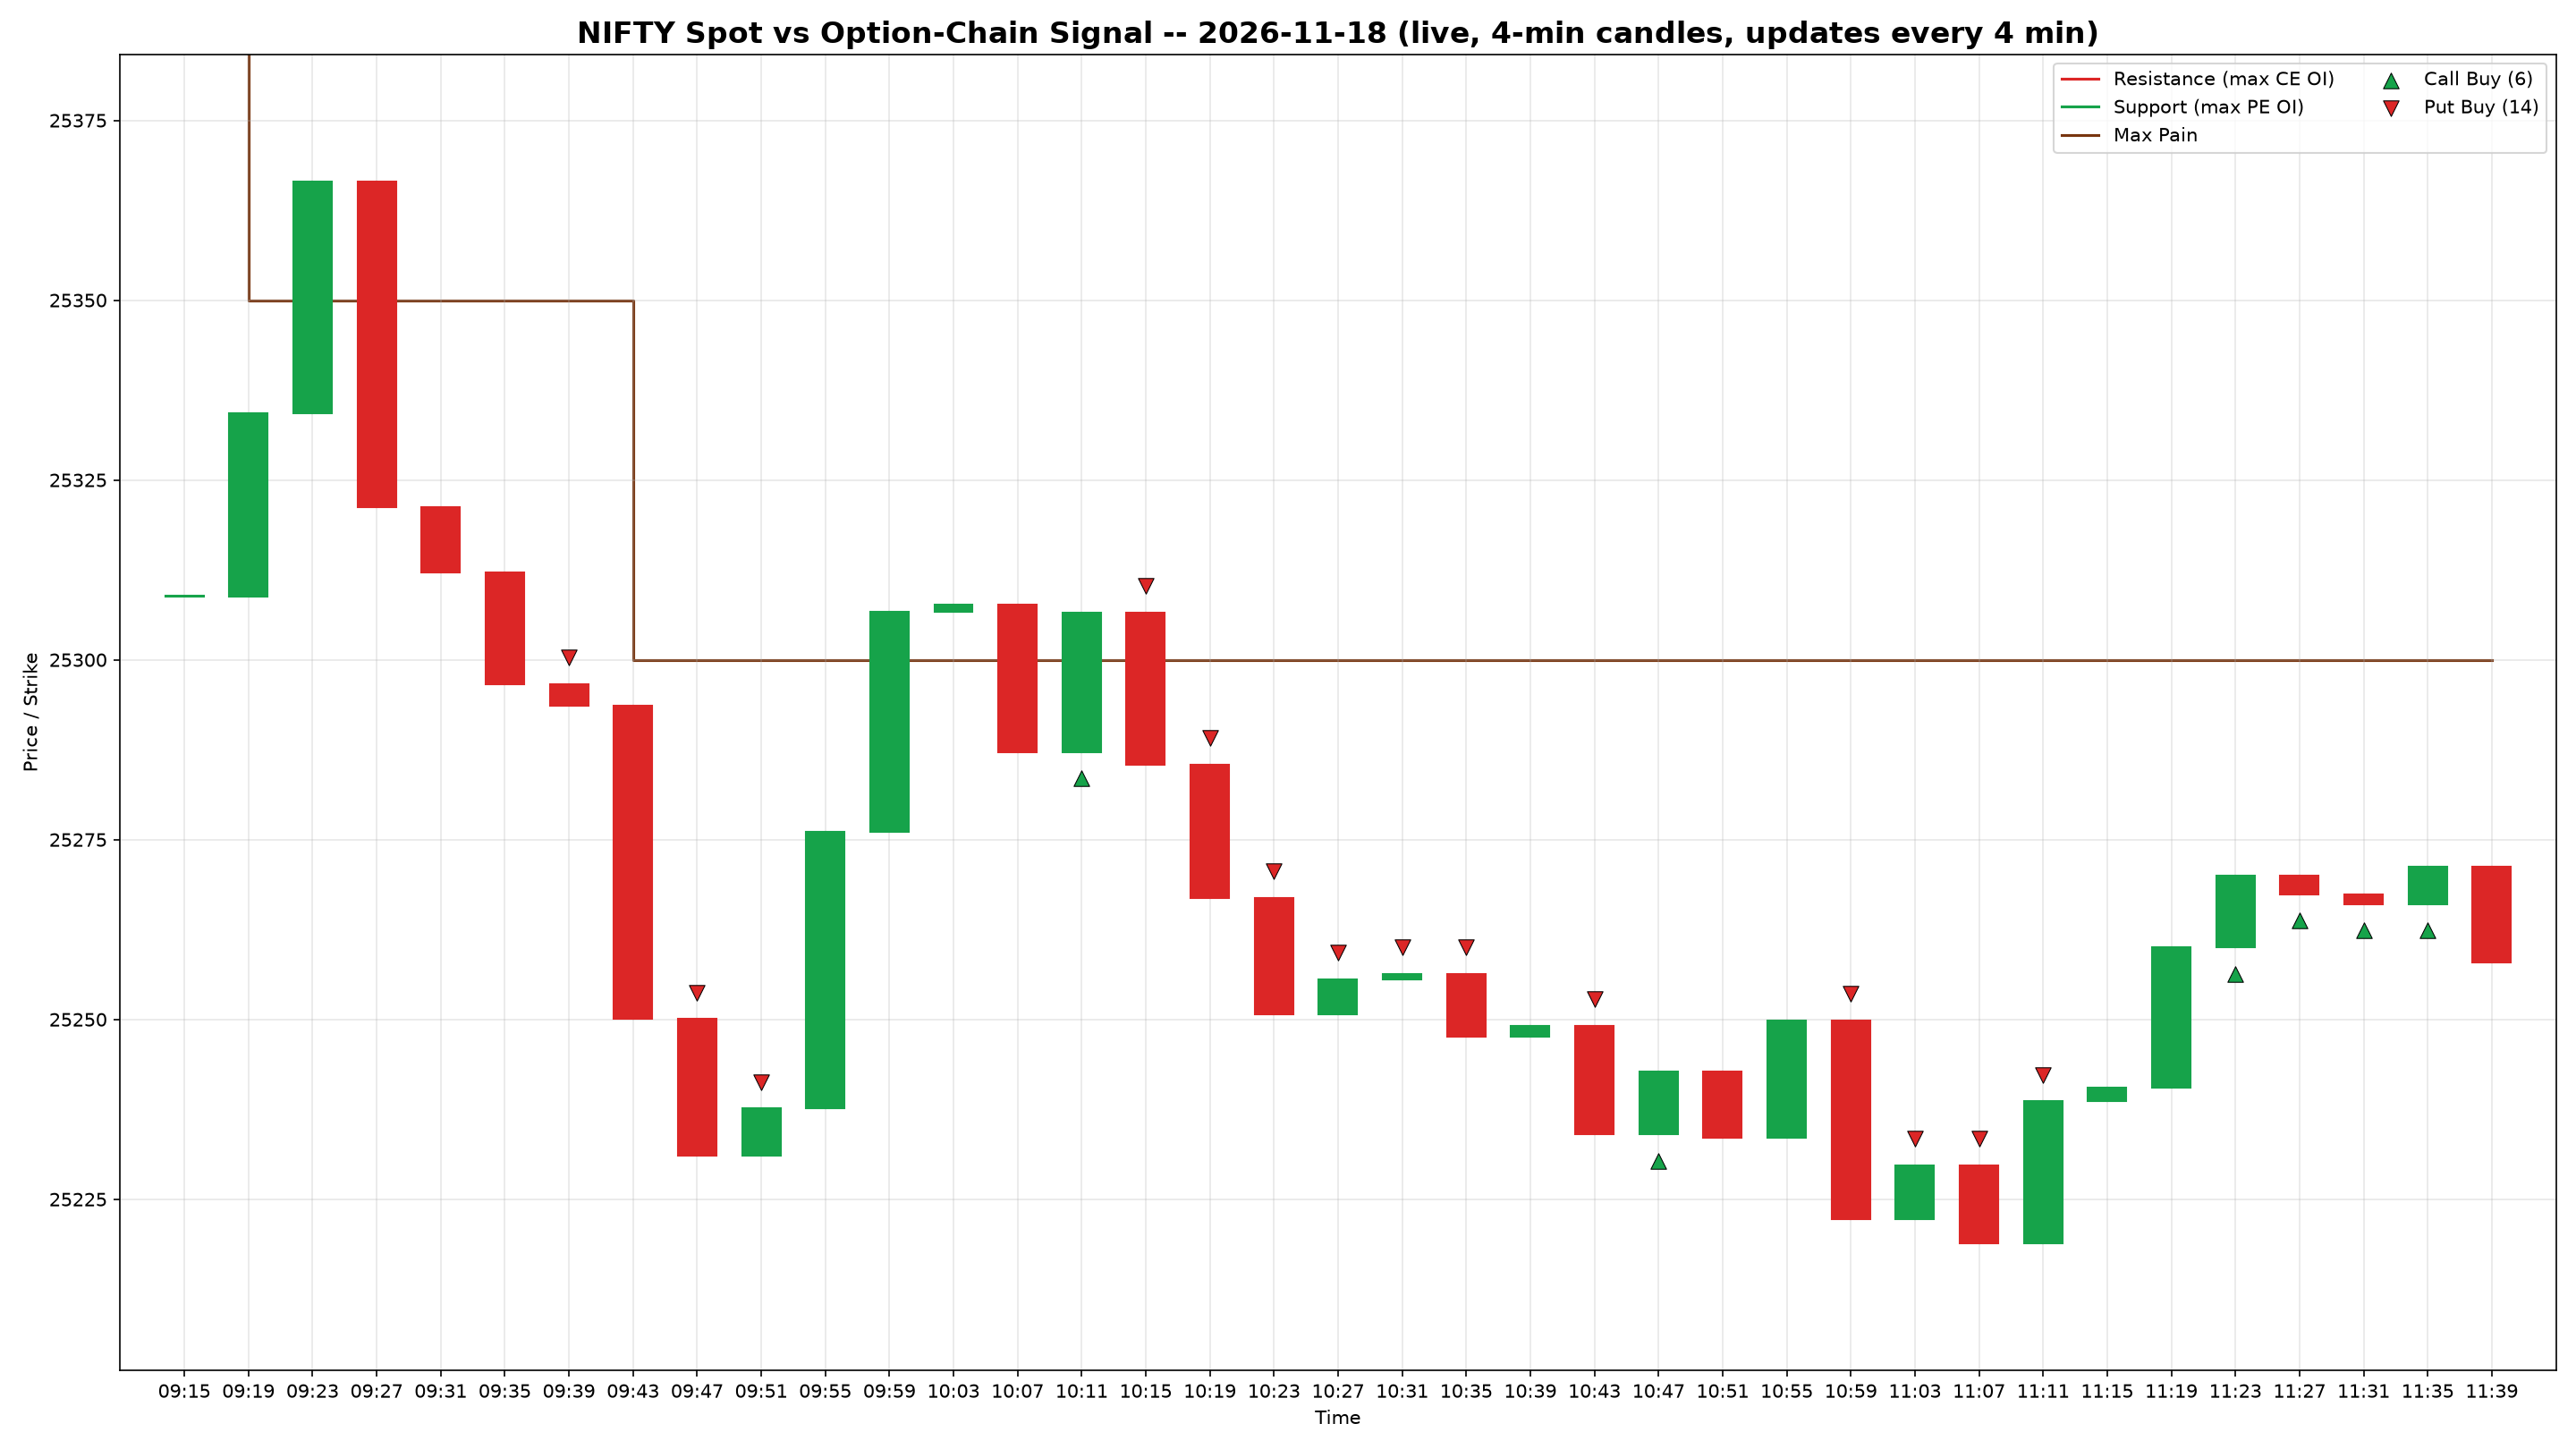 NIFTY Spot vs Option-Chain Signal -- 2026-11-18 (live, 4-min candles, updates every 4 min)
Resistance (max CE OI)
Support (max PE OI)
Max Pain
Call Buy (6)
Put Buy (14)
Price / Strike
25375
25350
25325
25300
25275
25250
25225
09:15 09:19 09:23 09:27 09:31 09:35 09:39 09:43 09:47 09:51 09:55 09:59 10:03 10:07 10:11 10:15 10:19 10:23 10:27 10:31 10:35 10:39 10:43 10:47 10:51 10:55 10:59 11:03 11:07 11:11 11:15 11:19 11:23 11:27 11:31 11:35 11:39
Time